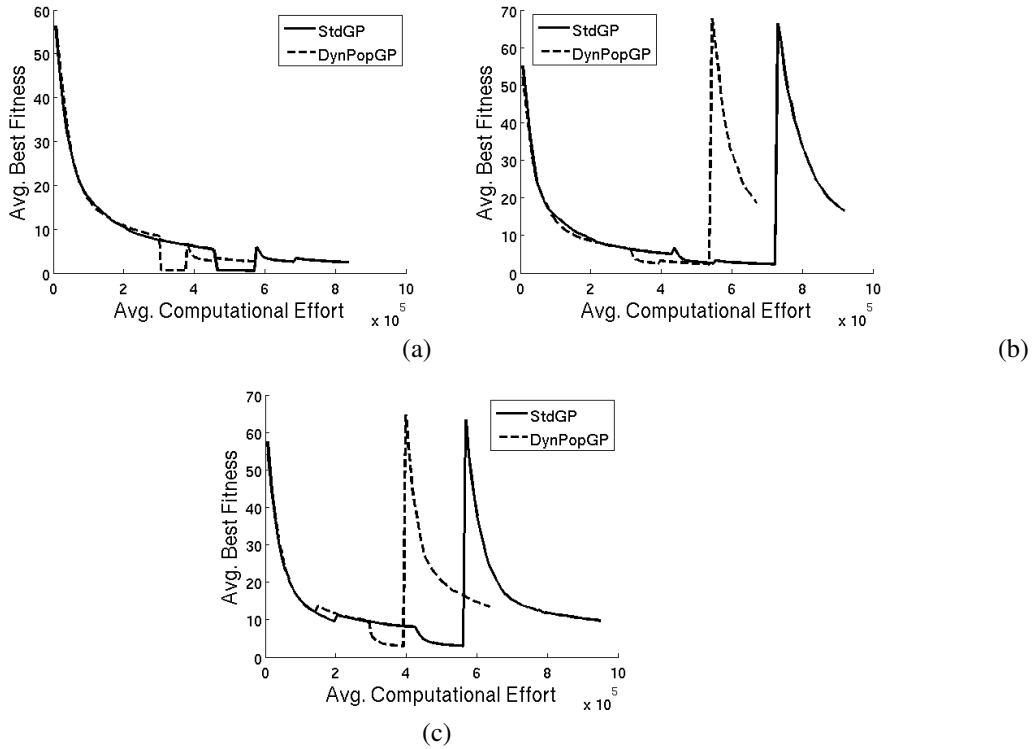 60
50
40
30
20
10
0
0
2
4
6
8
10
x 10^5
Avg. Best Fitness
Avg. Computational Effort
StdGP
DynPopGP
(a)
70
60
50
40
30
20
10
0
0
2
4
6
8
10
x 10^5
Avg. Best Fitness
Avg. Computational Effort
StdGP
DynPopGP
(b)
70
60
50
40
30
20
10
0
0
2
4
6
8
10
x 10^5
Avg. Best Fitness
Avg. Computational Effort
StdGP
DynPopGP
(c)